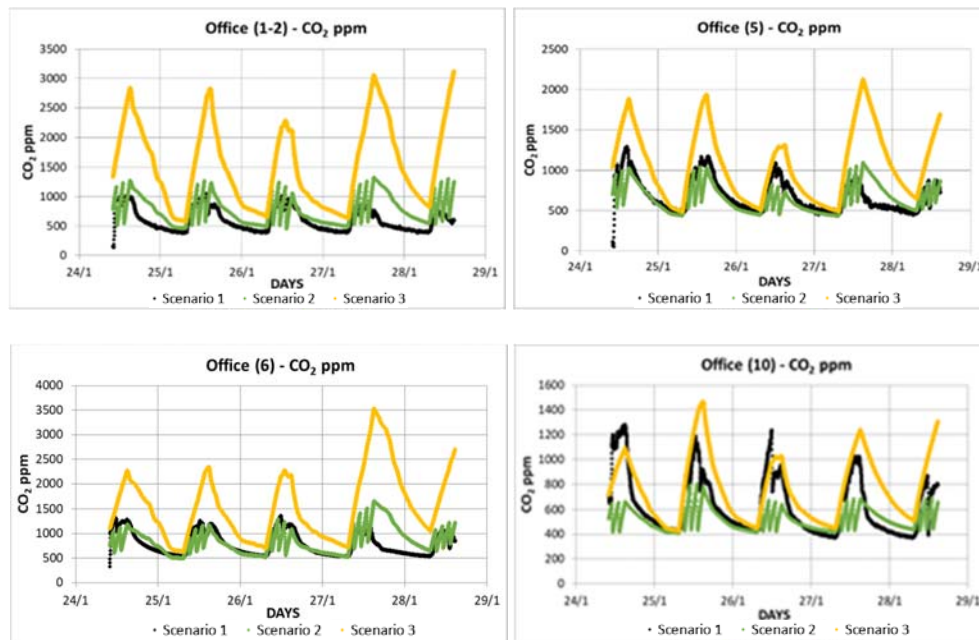 Office (1-2) - CO₂ ppm
3500
3000
2500
2000
1500
1000
500
0
CO₂ ppm
24/1 25/1 26/1 27/1 28/1 29/1
DAYS
Scenario 1 Scenario 2 Scenario 3
Office (5) - CO₂ ppm
2500
2000
1500
1000
500
0
CO₂ ppm
24/1 25/1 26/1 27/1 28/1 29/1
DAYS
Scenario 1 Scenario 2 Scenario 3
Office (6) - CO₂ ppm
4000
3500
3000
2500
2000
1500
1000
500
0
CO₂ ppm
24/1 25/1 26/1 27/1 28/1 29/1
DAYS
Scenario 1 Scenario 2 Scenario 3
Office (10) - CO₂ ppm
1600
1400
1200
1000
800
600
400
200
0
CO₂ ppm
24/1 25/1 26/1 27/1 28/1 29/1
DAYS
Scenario 1 Scenario 2 Scenario 3